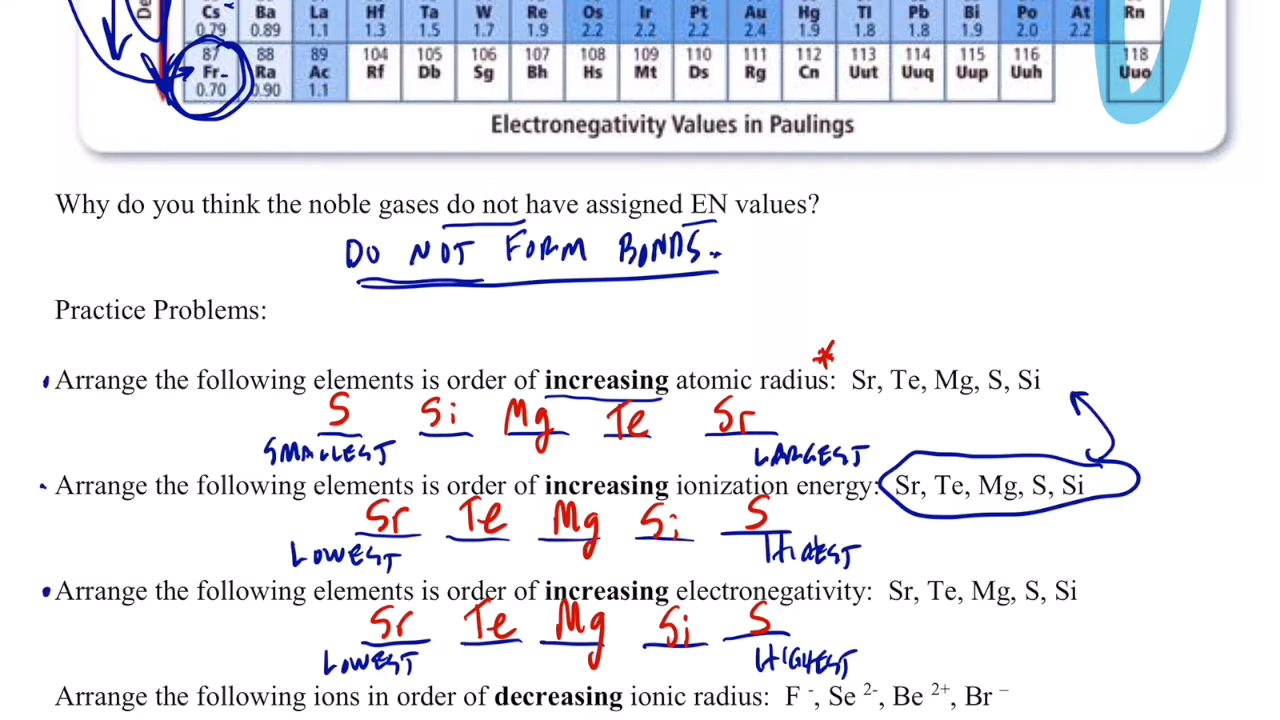 De
Cs Ba La Hf Ta W Re Os Ir Pt Au Hg Tl Pb Bi Po At Rn
0.79 0.89 1.1 1.3 1.5 1.7 1.9 2.2 2.2 2.2 2.4 1.9 1.8 1.8 1.9 2.0 2.2
87 88 89 104 105 106 107 108 109 110 111 112 113 114 115 116 118
Fr Ra Ac Rf Db Sg Bh Hs Mt Ds Rg Cn Uut Uuq Uup Uuh Uuo
0.70 0.90 1.1
Electronegativity Values in Paulings
Why do you think the noble gases do not have assigned EN values?
DO NOT FORM BONDS.
Practice Problems:
Arrange the following elements is order of increasing atomic radius: Sr, Te, Mg, S, Si
S Si Mg Te Sr
SMALLEST LARGEST
Arrange the following elements is order of increasing ionization energy: Sr, Te, Mg, S, Si
Sr Te Mg Si S
LOWEST
Arrange the following elements is order of increasing electronegativity: Sr, Te, Mg, S, Si
Sr Te Mg Si S
LOWEST HIGHEST
Arrange the following ions in order of decreasing ionic radius: F -, Se 2-, Be 2+, Br –